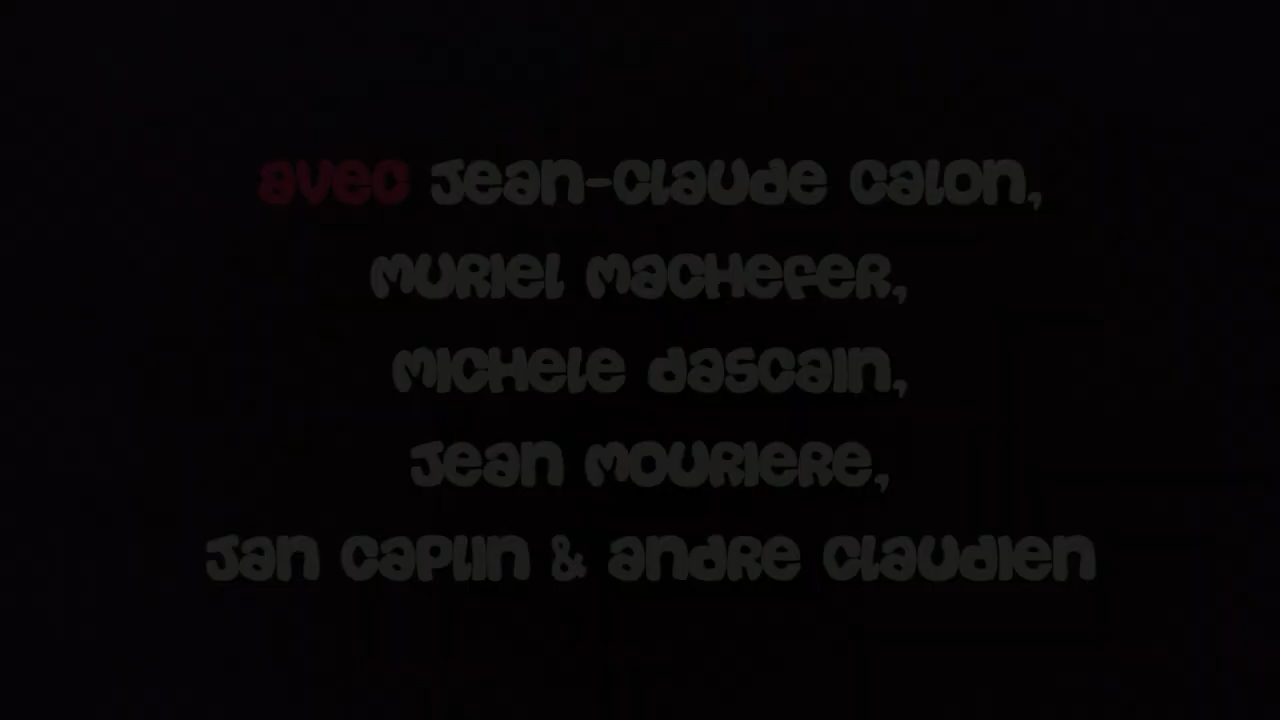 avec Jean-Claude Calon,
Muriel Machefer,
Michele Dascain,
Jean Mouriere,
Jan Caplin & Andre Claudien